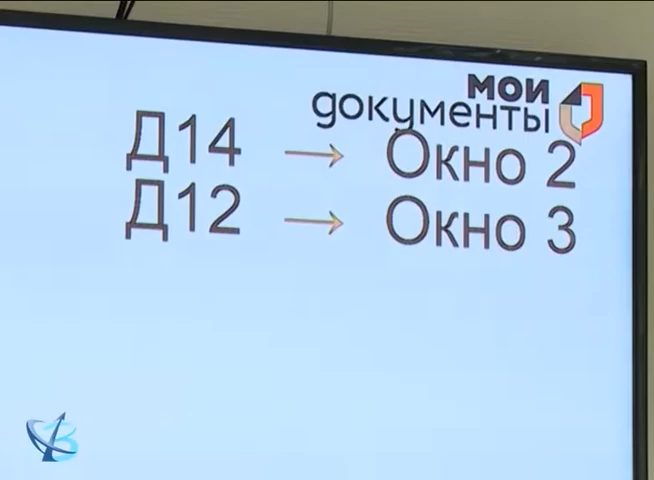 мои
документы
Д14 → Окно 2
Д12 → Окно 3